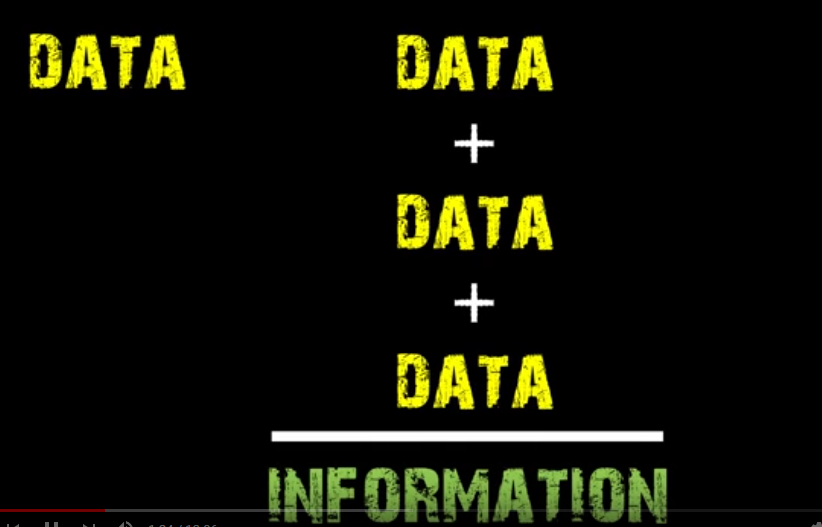 DATA DATA
+
DATA
+
DATA
INFORMATION